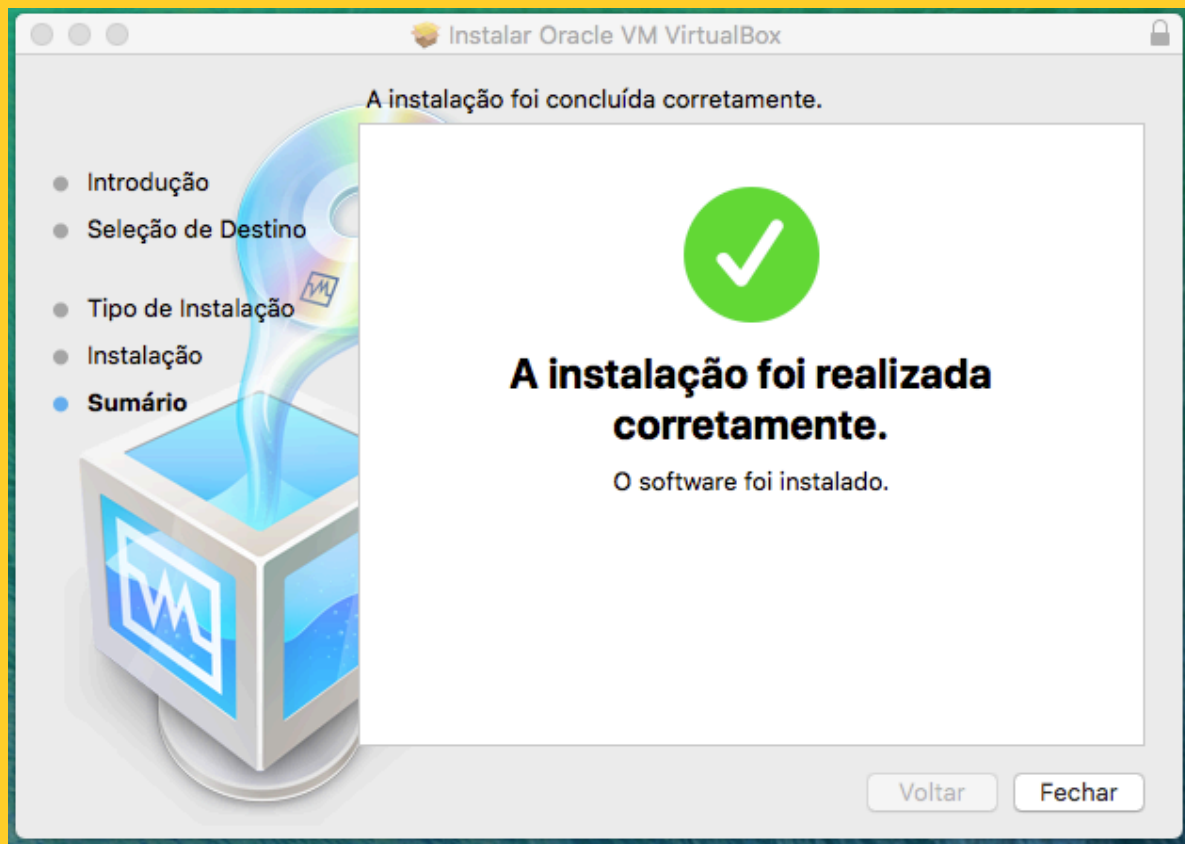 Instalar Oracle VM VirtualBox
A instalação foi concluída corretamente.
Introdução
Seleção de Destino
Tipo de Instalação
Instalação
Sumário
A instalação foi realizada
corretamente.
O software foi instalado.
Voltar
Fechar